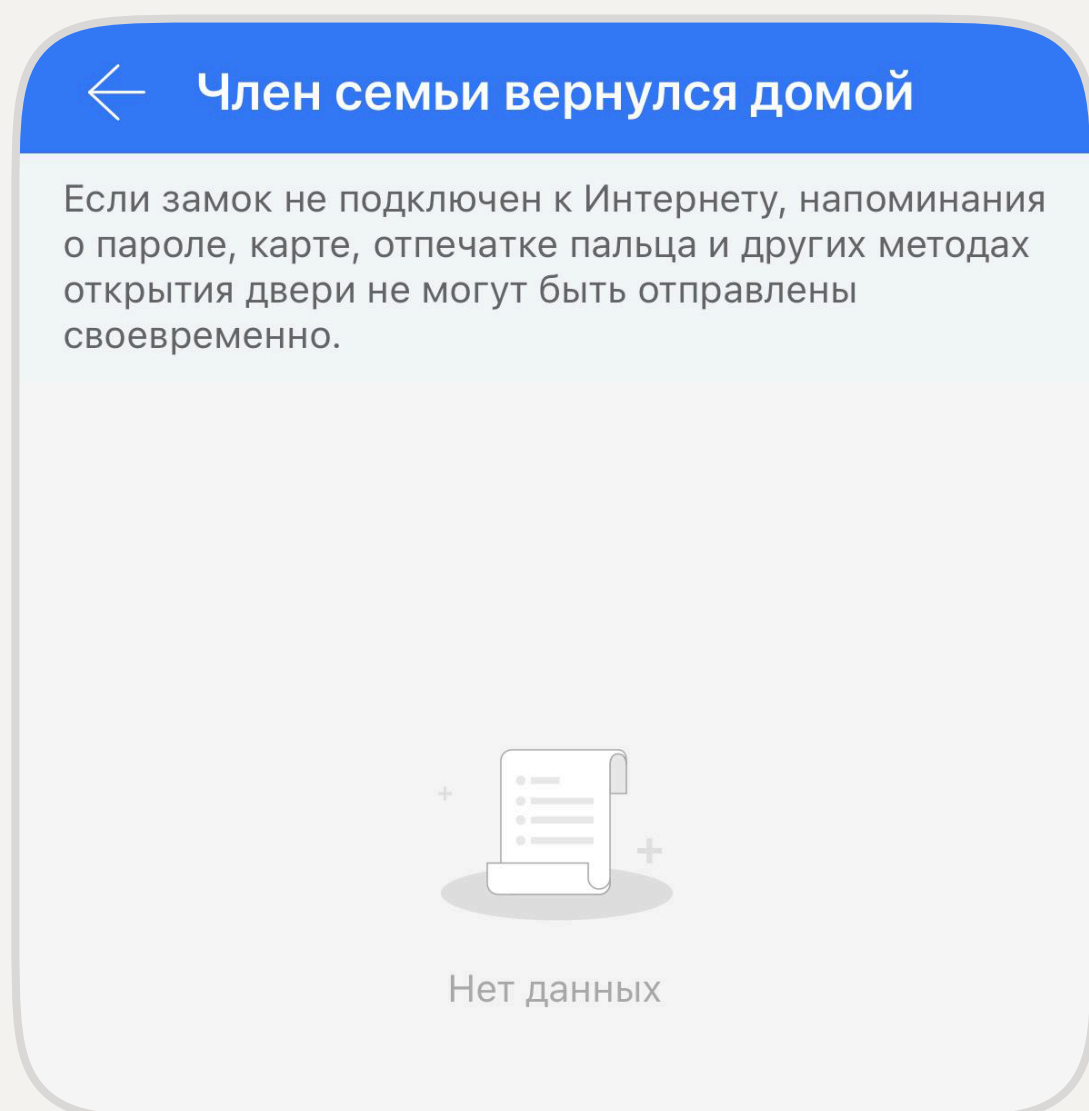 Член семьи вернулся домой
Если замок не подключен к Интернету, напоминания
о пароле, карте, отпечатке пальца и других методах
открытия двери не могут быть отправлены
своевременно.
Нет данных